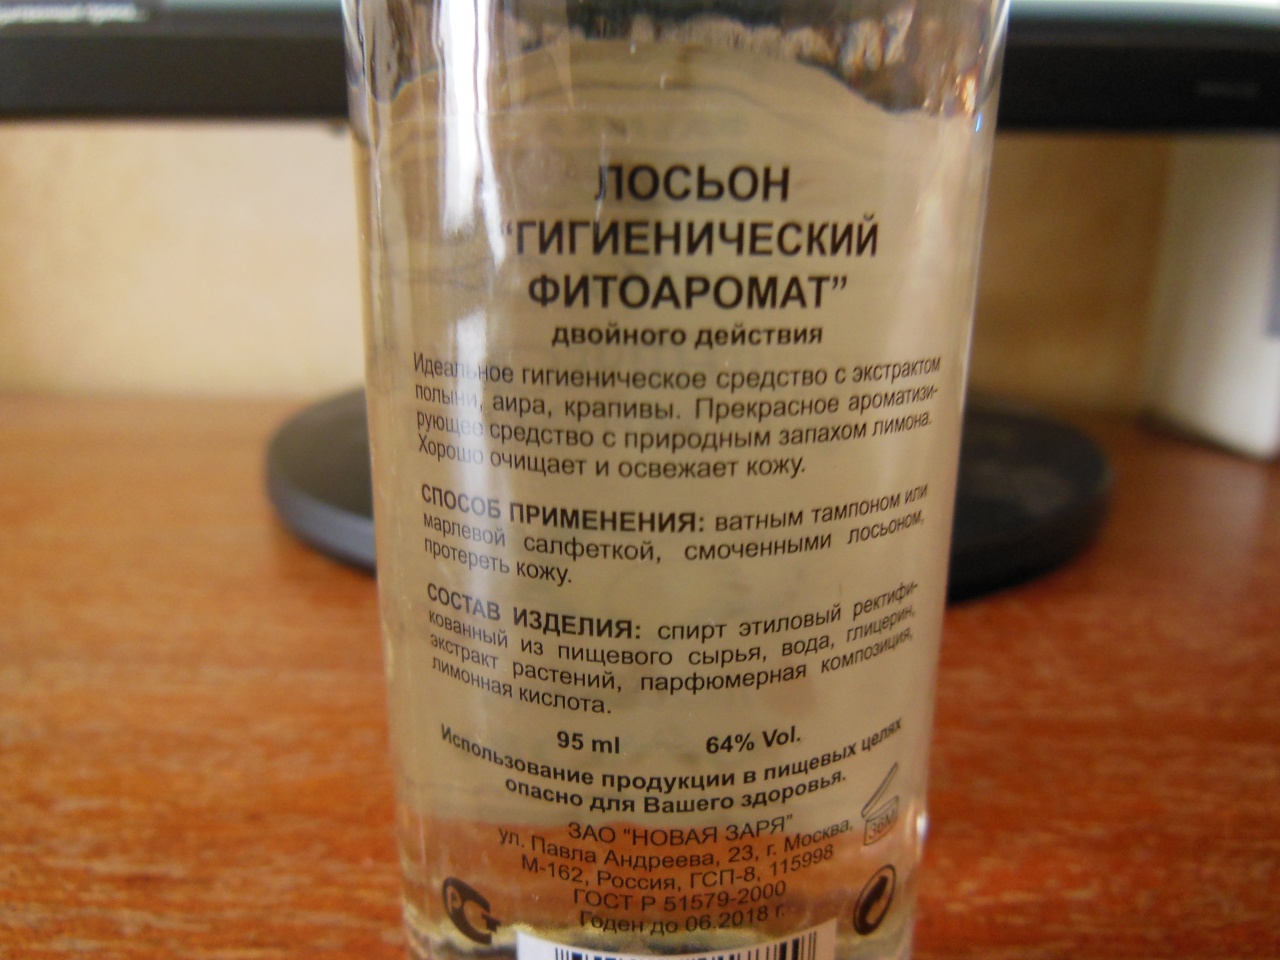 ЛОСЬОН
“ГИГИЕНИЧЕСКИЙ
ФИТОАРОМАТ”
двойного действия
Идеальное гигиеническое средство с экстрактом
полыни, аира, крапивы. Прекрасное ароматизи-
рующее средство с природным запахом лимона.
Хорошо очищает и освежает кожу.
СПОСОБ ПРИМЕНЕНИЯ: ватным тампоном или
марлевой салфеткой, смоченными лосьоном,
протереть кожу.
СОСТАВ ИЗДЕЛИЯ: спирт этиловый ректифи-
кованный из пищевого сырья, вода, глицерин,
экстракт растений, парфюмерная композиция,
лимонная кислота.
95 ml 64% Vol.
Использование продукции в пищевых целях
опасно для Вашего здоровья.
ЗАО "НОВАЯ ЗАРЯ"
ул. Павла Андреева, 23, г. Москва,
М-162, Россия, ГСП-8, 115998
ГОСТ Р 51579-2000
Годен до 06.2018 г.
36M
РСТ